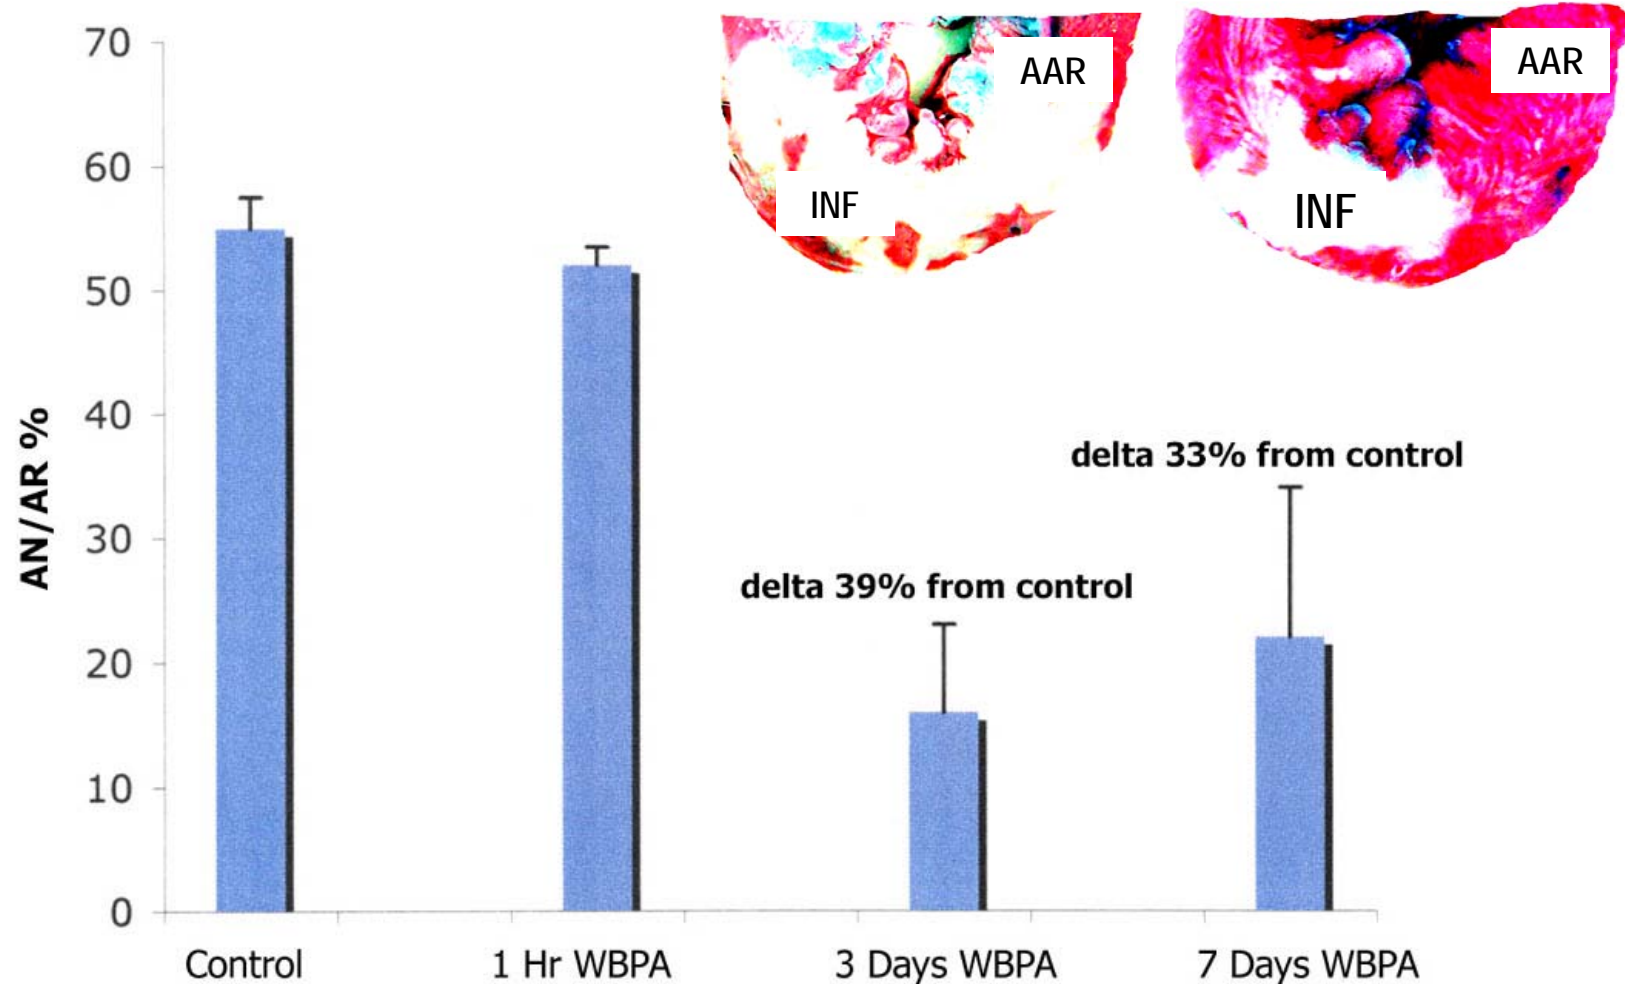 70
60
50
40
30
20
10
0
AN/AR %
AAR
INF
AAR
INF
delta 33% from control
delta 39% from control
Control
1 Hr WBPA
3 Days WBPA
7 Days WBPA